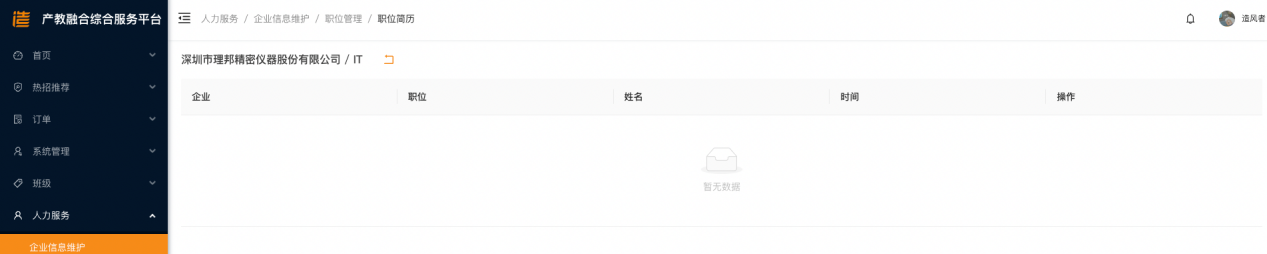 造 产教融合综合服务平台
人力服务 / 企业信息维护 / 职位管理 / 职位简历
造风者
首页
热招推荐
订单
系统管理
班级
人力服务
企业信息维护
深圳市理邦精密仪器股份有限公司 / IT
企业 职位 姓名 时间 操作
暂无数据